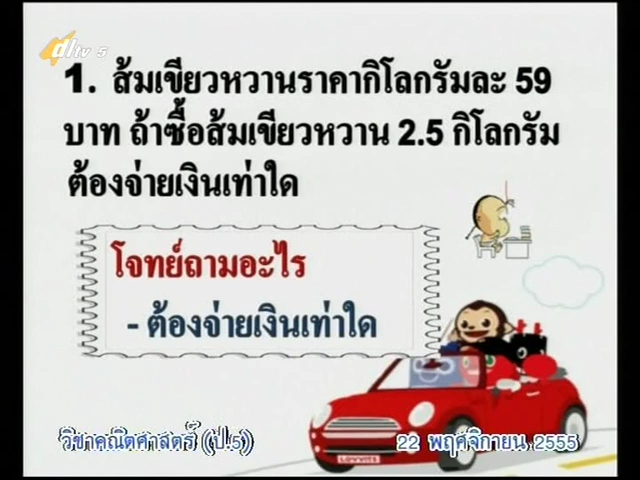 dltv 5
1. ส้มเขียวหวานราคากิโลกรัมละ 59
บาท ถ้าซื้อส้มเขียวหวาน 2.5 กิโลกรัม
ต้องจ่ายเงินเท่าใด
โจทย์ถามอะไร
- ต้องจ่ายเงินเท่าใด
LOVVITS
วิชาคณิตศาสตร์ (ป.5)
22 พฤศจิกายน 2555